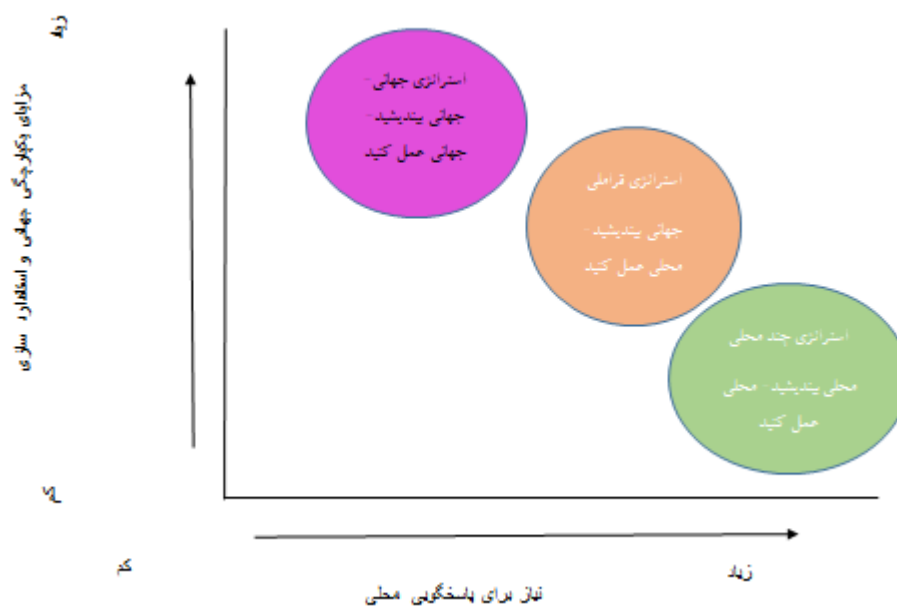 زیاد
مزایای یکپارچگی جهانی و استاندارد سازی
کم
استراتژی جهانی-
جهانی بیندیشید-
جهانی عمل کنید
استراتژی فراملی
جهانی بیندیشید-
محلی عمل کنید
استراتژی چند محلی
محلی بیندیشید- محلی
عمل کنید
کم
زیاد
نیاز برای پاسخگویی محلی